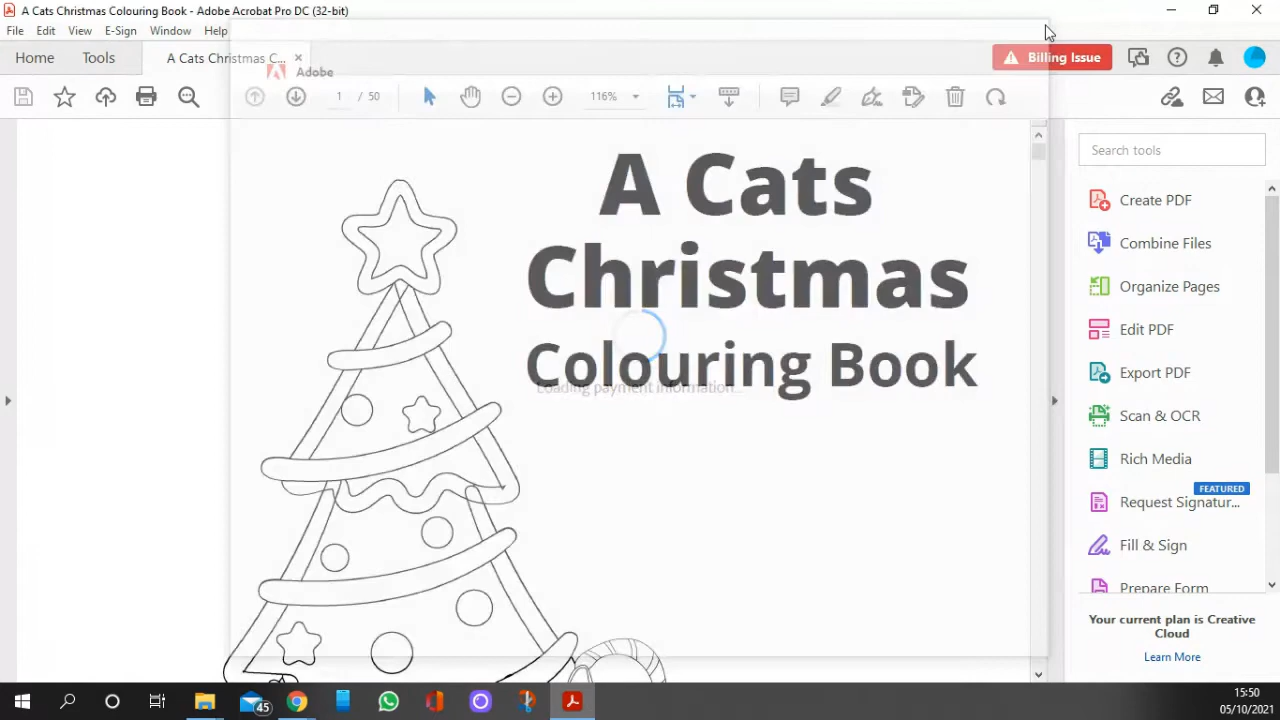 A Cats Christmas Colouring Book - Adobe Acrobat Pro DC (32-bit)
File Edit View E-Sign Window Help
Home Tools A Cats Christmas C... Billing Issue
Adobe
1 / 50 116%
Search tools
A Cats
Christmas
Colouring Book
Loading payment information...
Create PDF
Combine Files
Organize Pages
Edit PDF
Export PDF
Scan & OCR
Rich Media
FEATURED
Request Signatur...
Fill & Sign
Prepare Form
Your current plan is Creative
Cloud
Learn More
45
15:50
05/10/2021